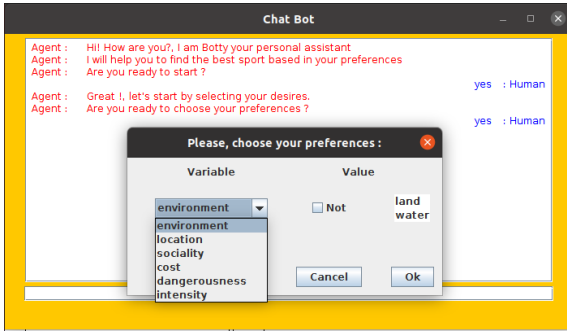 Chat Bot
Agent : Hi! How are you?, I am Botty your personal assistant
Agent : I will help you to find the best sport based in your preferences
Agent : Are you ready to start ?
yes : Human
Agent : Great !, let's start by selecting your desires.
Agent : Are you ready to choose your preferences ?
yes : Human
Please, choose your preferences :
Variable Value
environment Not land
water
environment
location
sociality
cost
dangerousness
intensity
Cancel Ok